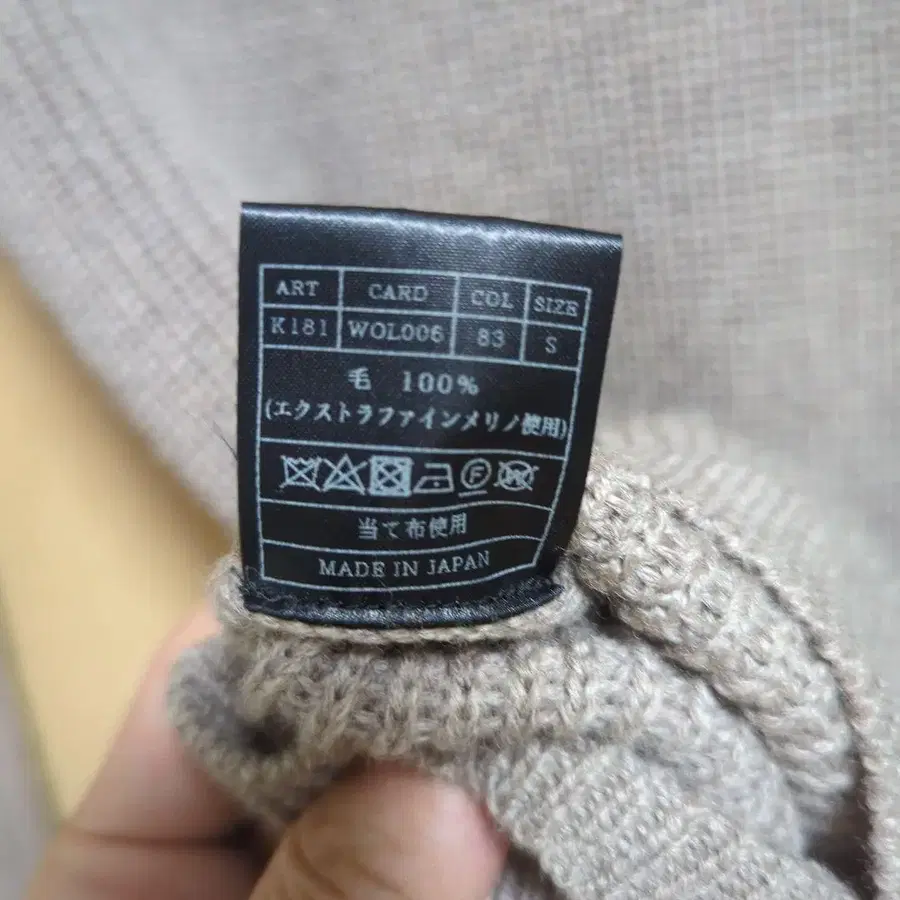 ART CARD COL SIZE
K181 WOL006 83 S
毛 100%
(エクストラファインメリノ使用)
F W
当て布使用
MADE IN JAPAN